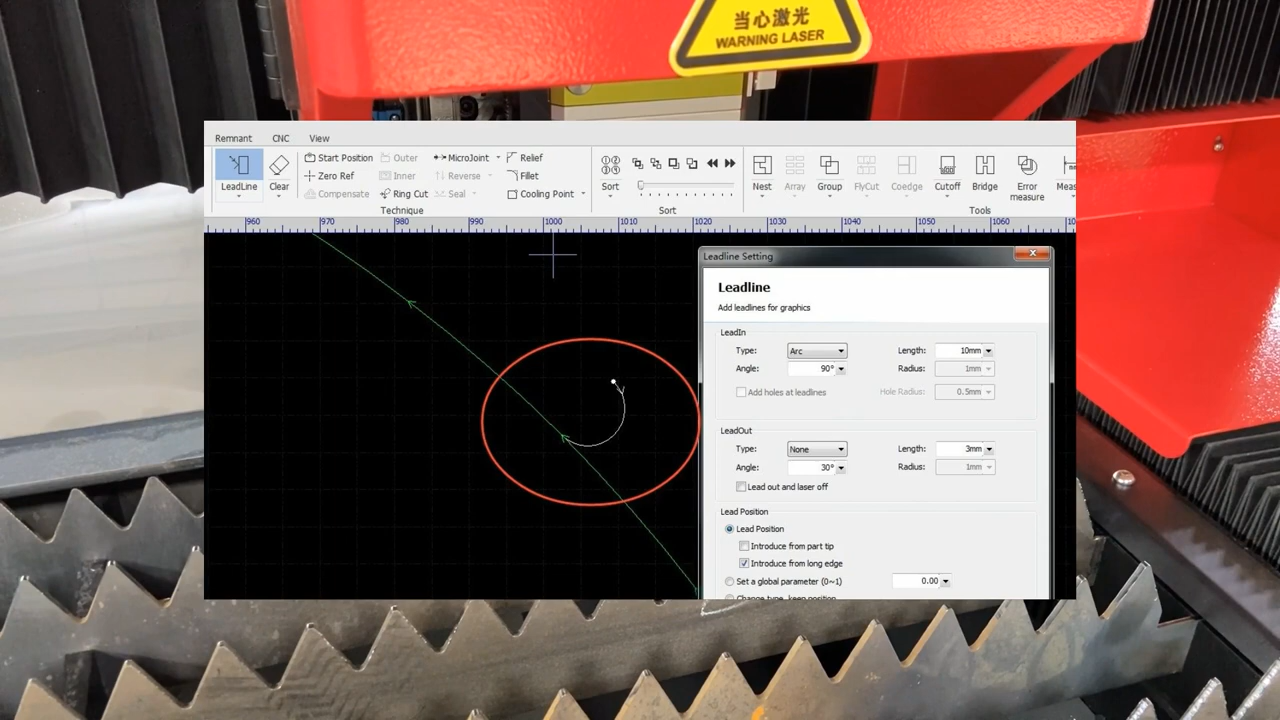 当心激光
WARNING LASER
Remnant CNC View
LeadLine
Clear
Start Position
Outer
Zero Ref
Inner
Compensate
Ring Cut
MicroJoint
Reverse
Seal
Relief
Fillet
Cooling Point
Technique
Sort
Sort
Nest
Array
Group
FlyCut
Coedge
Cutoff
Bridge
Error
measure
Meas
Tools
960 970 980 990 1000 1010 1020 1030 1040 1050 1060
Leadline Setting
Leadline
Add leadlines for graphics
LeadIn
Type: Arc Length: 10mm
Angle: 90° Radius: 1mm
Add holes at leadlines Hole Radius: 0.5mm
LeadOut
Type: None Length: 3mm
Angle: 30° Radius: 1mm
Lead out and laser off
Lead Position
Lead Position
Introduce from part tip
Introduce from long edge
Set a global parameter (0~1) 0.00
Change type, keep position